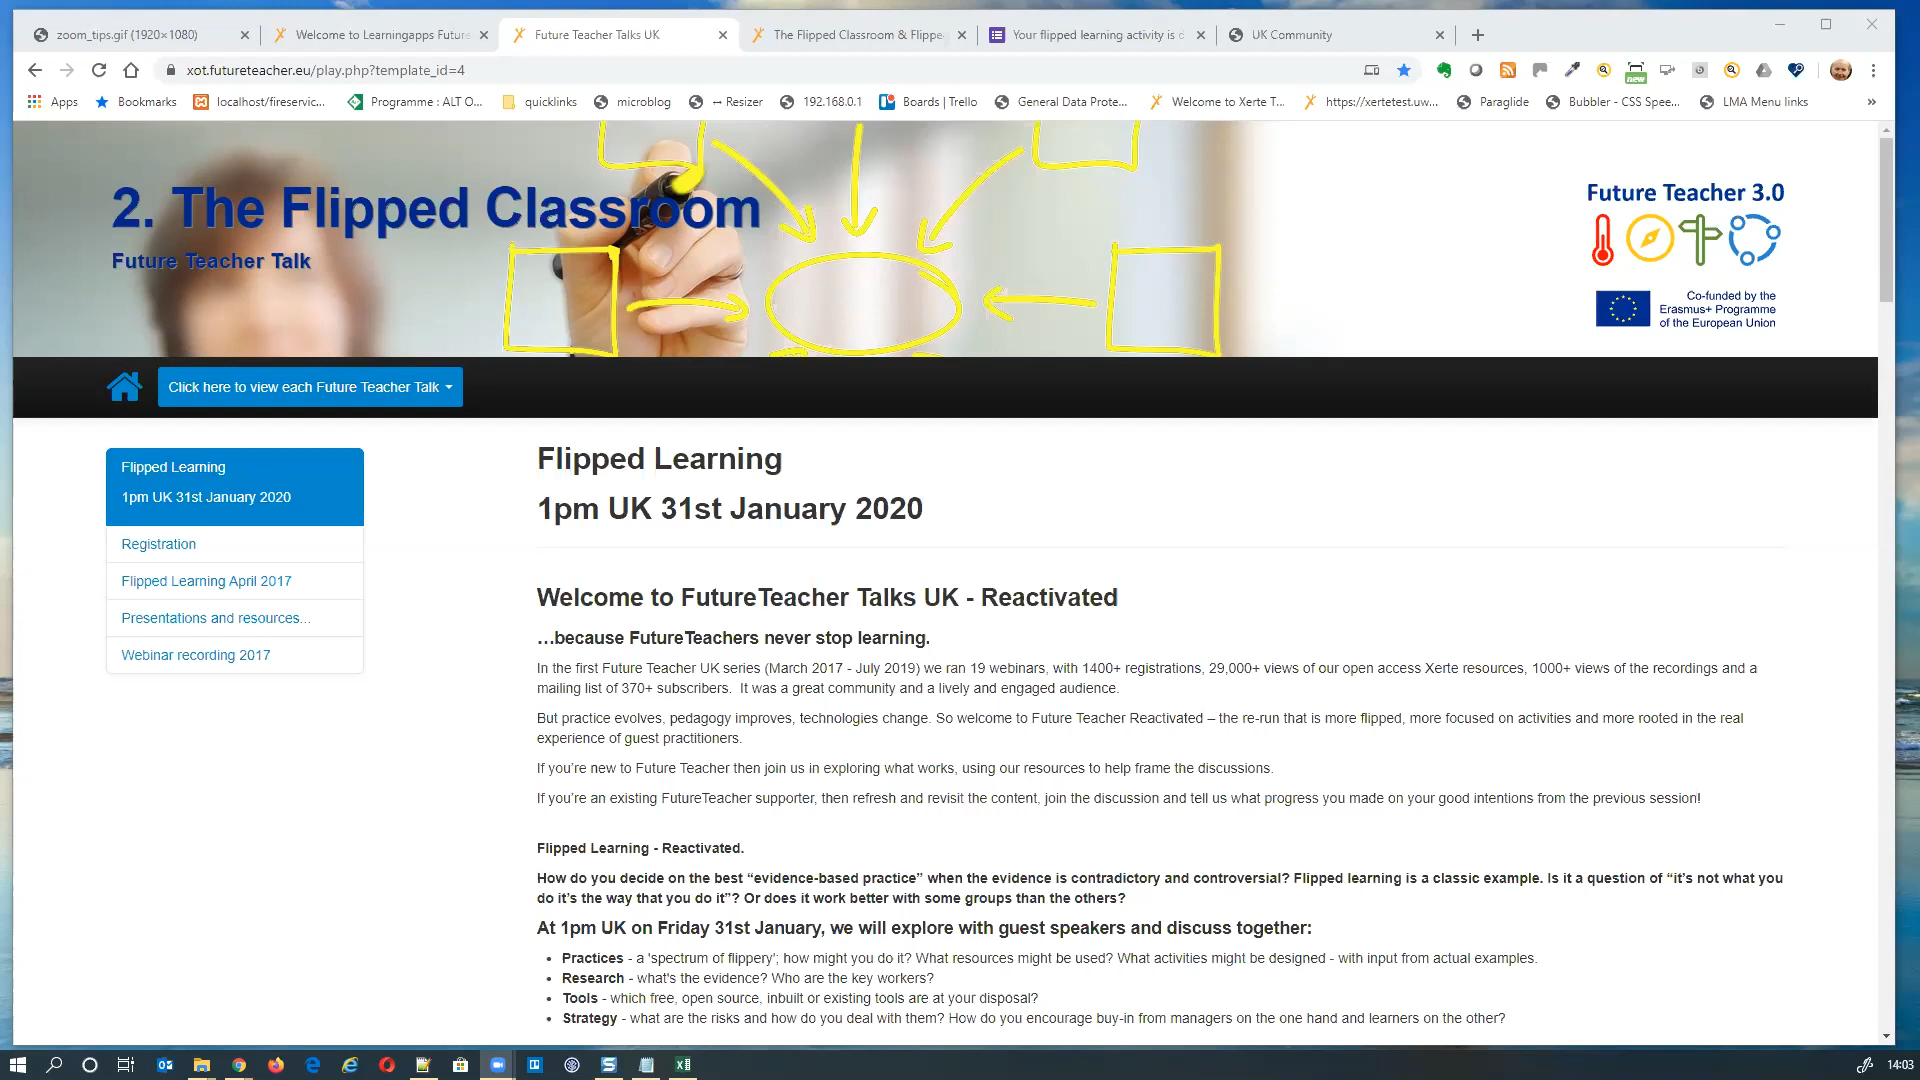 zoom_tips.gif (1920×1080)
Welcome to Learningapps Future
Future Teacher Talks UK
The Flipped Classroom & Flippe
Your flipped learning activity is d
UK Community
xot.futureteacher.eu/play.php?template_id=4
new
Apps
Bookmarks
localhost/fireservic...
Programme : ALT O...
quicklinks
microblog
↔ Resizer
192.168.0.1
Boards | Trello
General Data Prote...
Welcome to Xerte T...
https://xertetest.uw...
Paraglide
Bubbler - CSS Spee...
LMA Menu links
»
2. The Flipped Classroom
Future Teacher Talk
Future Teacher 3.0
Co-funded by the
Erasmus+ Programme
of the European Union
Click here to view each Future Teacher Talk
Flipped Learning
1pm UK 31st January 2020
Registration
Flipped Learning April 2017
Presentations and resources...
Webinar recording 2017
Flipped Learning
1pm UK 31st January 2020
Welcome to FutureTeacher Talks UK - Reactivated
…because FutureTeachers never stop learning.
In the first Future Teacher UK series (March 2017 - July 2019) we ran 19 webinars, with 1400+ registrations, 29,000+ views of our open access Xerte resources, 1000+ views of the recordings and a
mailing list of 370+ subscribers.  It was a great community and a lively and engaged audience.
But practice evolves, pedagogy improves, technologies change. So welcome to Future Teacher Reactivated – the re-run that is more flipped, more focused on activities and more rooted in the real
experience of guest practitioners.
If you’re new to Future Teacher then join us in exploring what works, using our resources to help frame the discussions.
If you’re an existing FutureTeacher supporter, then refresh and revisit the content, join the discussion and tell us what progress you made on your good intentions from the previous session!
Flipped Learning - Reactivated.
How do you decide on the best “evidence-based practice” when the evidence is contradictory and controversial? Flipped learning is a classic example. Is it a question of “it’s not what you
do it’s the way that you do it”? Or does it work better with some groups than the others?
At 1pm UK on Friday 31st January, we will explore with guest speakers and discuss together:
• Practices - a 'spectrum of flippery'; how might you do it? What resources might be used? What activities might be designed - with input from actual examples.
• Research - what's the evidence? Who are the key workers?
• Tools - which free, open source, inbuilt or existing tools are at your disposal?
• Strategy - what are the risks and how do you deal with them? How do you encourage buy-in from managers on the one hand and learners on the other?
14:03